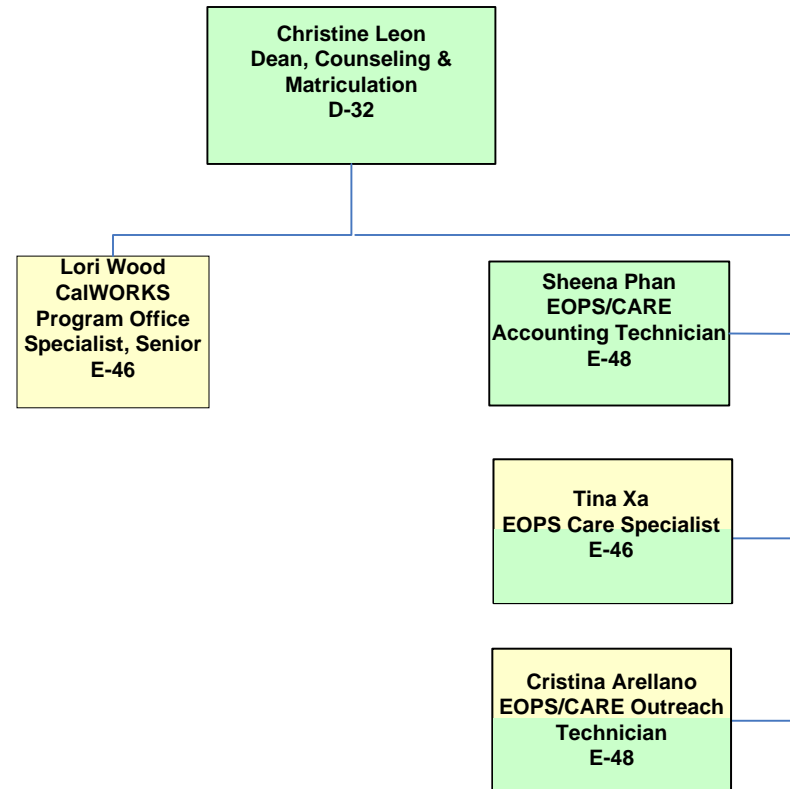 Christine Leon
Dean, Counseling &
Matriculation
D-32
Lori Wood
CalWORKS
Program Office
Specialist, Senior
E-46
Sheena Phan
EOPS/CARE
Accounting Technician
E-48
Tina Xa
EOPS Care Specialist
E-46
Cristina Arellano
EOPS/CARE Outreach
Technician
E-48